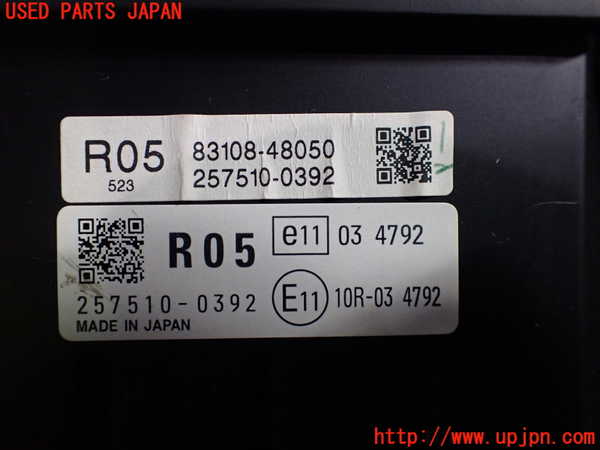 USED PARTS JAPAN
R05 83108-48050
523 257510-0392
R05 e11 03 4792
257510-0392 E11 10R-03 4792
MADE IN JAPAN
http://www.upjpn.com/